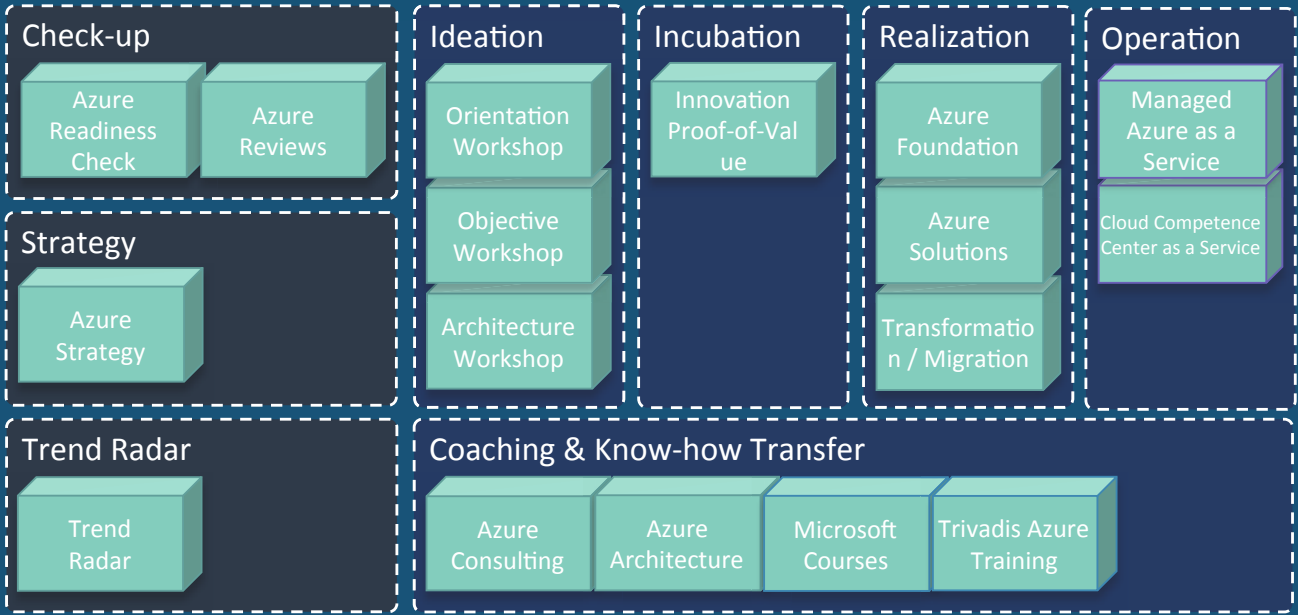 Check-up
Azure
Readiness
Check
Azure
Reviews
Strategy
Azure
Strategy
Trend Radar
Trend
Radar
Ideation
Orientation
Workshop
Objective
Workshop
Architecture
Workshop
Incubation
Innovation
Proof-of-Val
ue
Realization
Azure
Foundation
Azure
Solutions
Transformatio
n / Migration
Operation
Managed
Azure as a
Service
Cloud Competence
Center as a Service
Coaching & Know-how Transfer
Azure
Consulting
Azure
Architecture
Microsoft
Courses
Trivadis Azure
Training